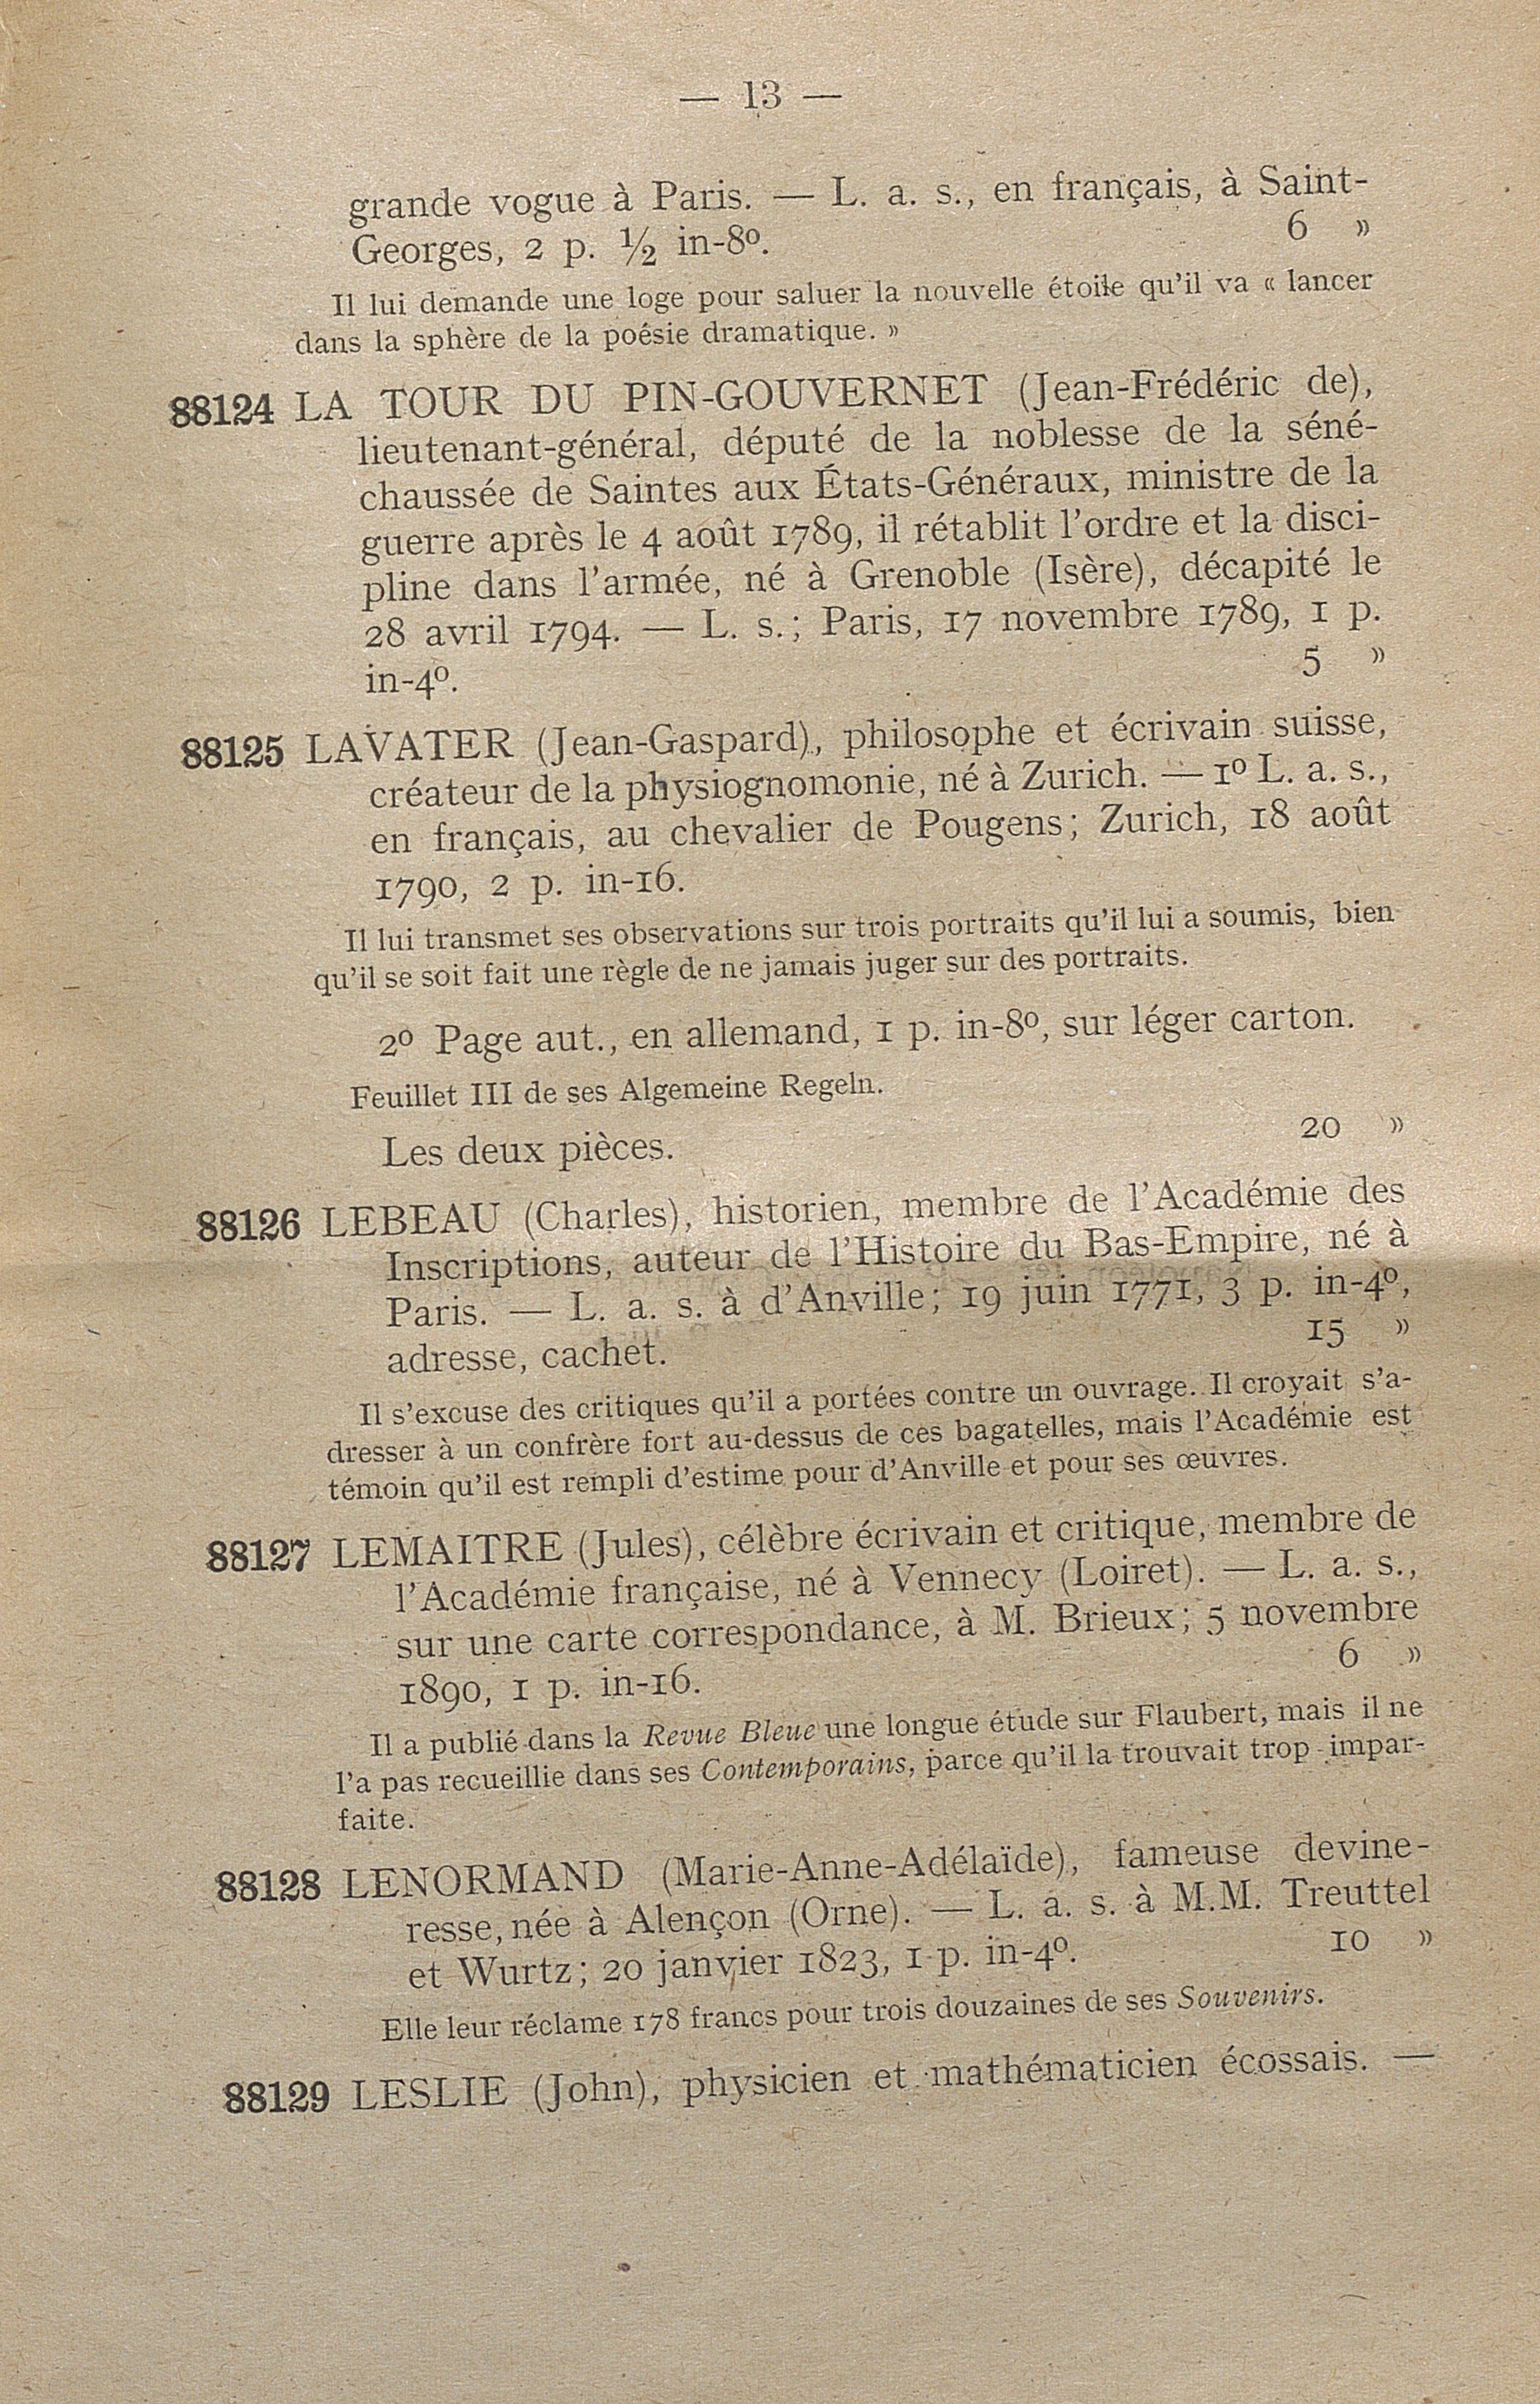 — 13 —
grande vogue à Paris. — L. a. s., en français, à Saint-
Georges, 2 p. ½ in-8º. 6 »
Il lui demande une loge pour saluer la nouvelle étoile qu'il va « lancer
dans la sphère de la poésie dramatique. »
88124 LA TOUR DU PIN-GOUVERNET (Jean-Frédéric de),
lieutenant-général, député de la noblesse de la séné-
chaussée de Saintes aux États-Généraux, ministre de la
guerre après le 4 août 1789, il rétablit l'ordre et la disci-
pline dans l'armée, né à Grenoble (Isère), décapité le
28 avril 1794. — L. s.; Paris, 17 novembre 1789, 1 p.
in-4º. 5 »
88125 LAVATER (Jean-Gaspard), philosophe et écrivain suisse,
créateur de la physiognomonie, né à Zurich. — 1º L. a. s.,
en français, au chevalier de Pougens; Zurich, 18 août
1790, 2 p. in-16.
Il lui transmet ses observations sur trois portraits qu'il lui a soumis, bien
qu'il se soit fait une règle de ne jamais juger sur des portraits.
2º Page aut., en allemand, 1 p. in-8º, sur léger carton.
Feuillet III de ses Algemeine Regeln.
Les deux pièces. 20 »
88126 LEBEAU (Charles), historien, membre de l'Académie des
Inscriptions, auteur de l'Histoire du Bas-Empire, né à
Paris. — L. a. s. à d'Anville; 19 juin 1771, 3 p. in-4º,
adresse, cachet. 15 »
Il s'excuse des critiques qu'il a portées contre un ouvrage. Il croyait s'a-
dresser à un confrère fort au-dessus de ces bagatelles, mais l'Académie est
témoin qu'il est rempli d'estime pour d'Anville et pour ses œuvres.
88127 LEMAITRE (Jules), célèbre écrivain et critique, membre de
l'Académie française, né à Vennecy (Loiret). — L. a. s.,
sur une carte correspondance, à M. Brieux; 5 novembre
1890, 1 p. in-16. 6 »
Il a publié dans la Revue Bleue une longue étude sur Flaubert, mais il ne
l'a pas recueillie dans ses Contemporains, parce qu'il la trouvait trop impar-
faite.
88128 LENORMAND (Marie-Anne-Adélaïde), fameuse devine-
resse, née à Alençon (Orne). — L. a. s. à M.M. Treuttel
et Wurtz; 20 janvier 1823, 1 p. in-4º. 10 »
Elle leur réclame 178 francs pour trois douzaines de ses Souvenirs.
88129 LESLIE (John), physicien et mathématicien écossais. —